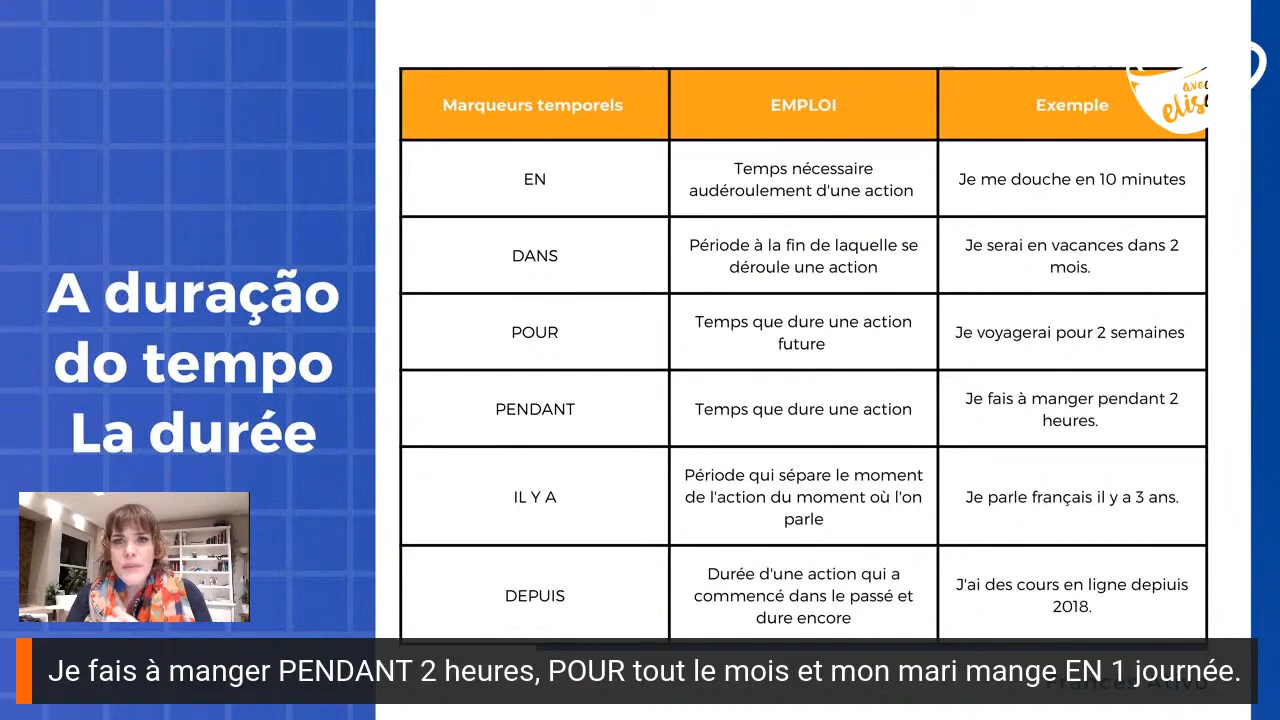 A duração
do tempo
La durée
Marqueurs temporels
EMPLOI
Exemple
avec
elisa
EN
Temps nécessaire
audéroulement d'une action
Je me douche en 10 minutes
DANS
Période à la fin de laquelle se
déroule une action
Je serai en vacances dans 2
mois.
POUR
Temps que dure une action
future
Je voyagerai pour 2 semaines
PENDANT
Temps que dure une action
Je fais à manger pendant 2
heures.
IL Y A
Période qui sépare le moment
de l'action du moment où l'on
parle
Je parle français il y a 3 ans.
DEPUIS
Durée d'une action qui a
commencé dans le passé et
dure encore
J'ai des cours en ligne depiuis
2018.
Je fais à manger PENDANT 2 heures, POUR tout le mois et mon mari mange EN 1 journée.